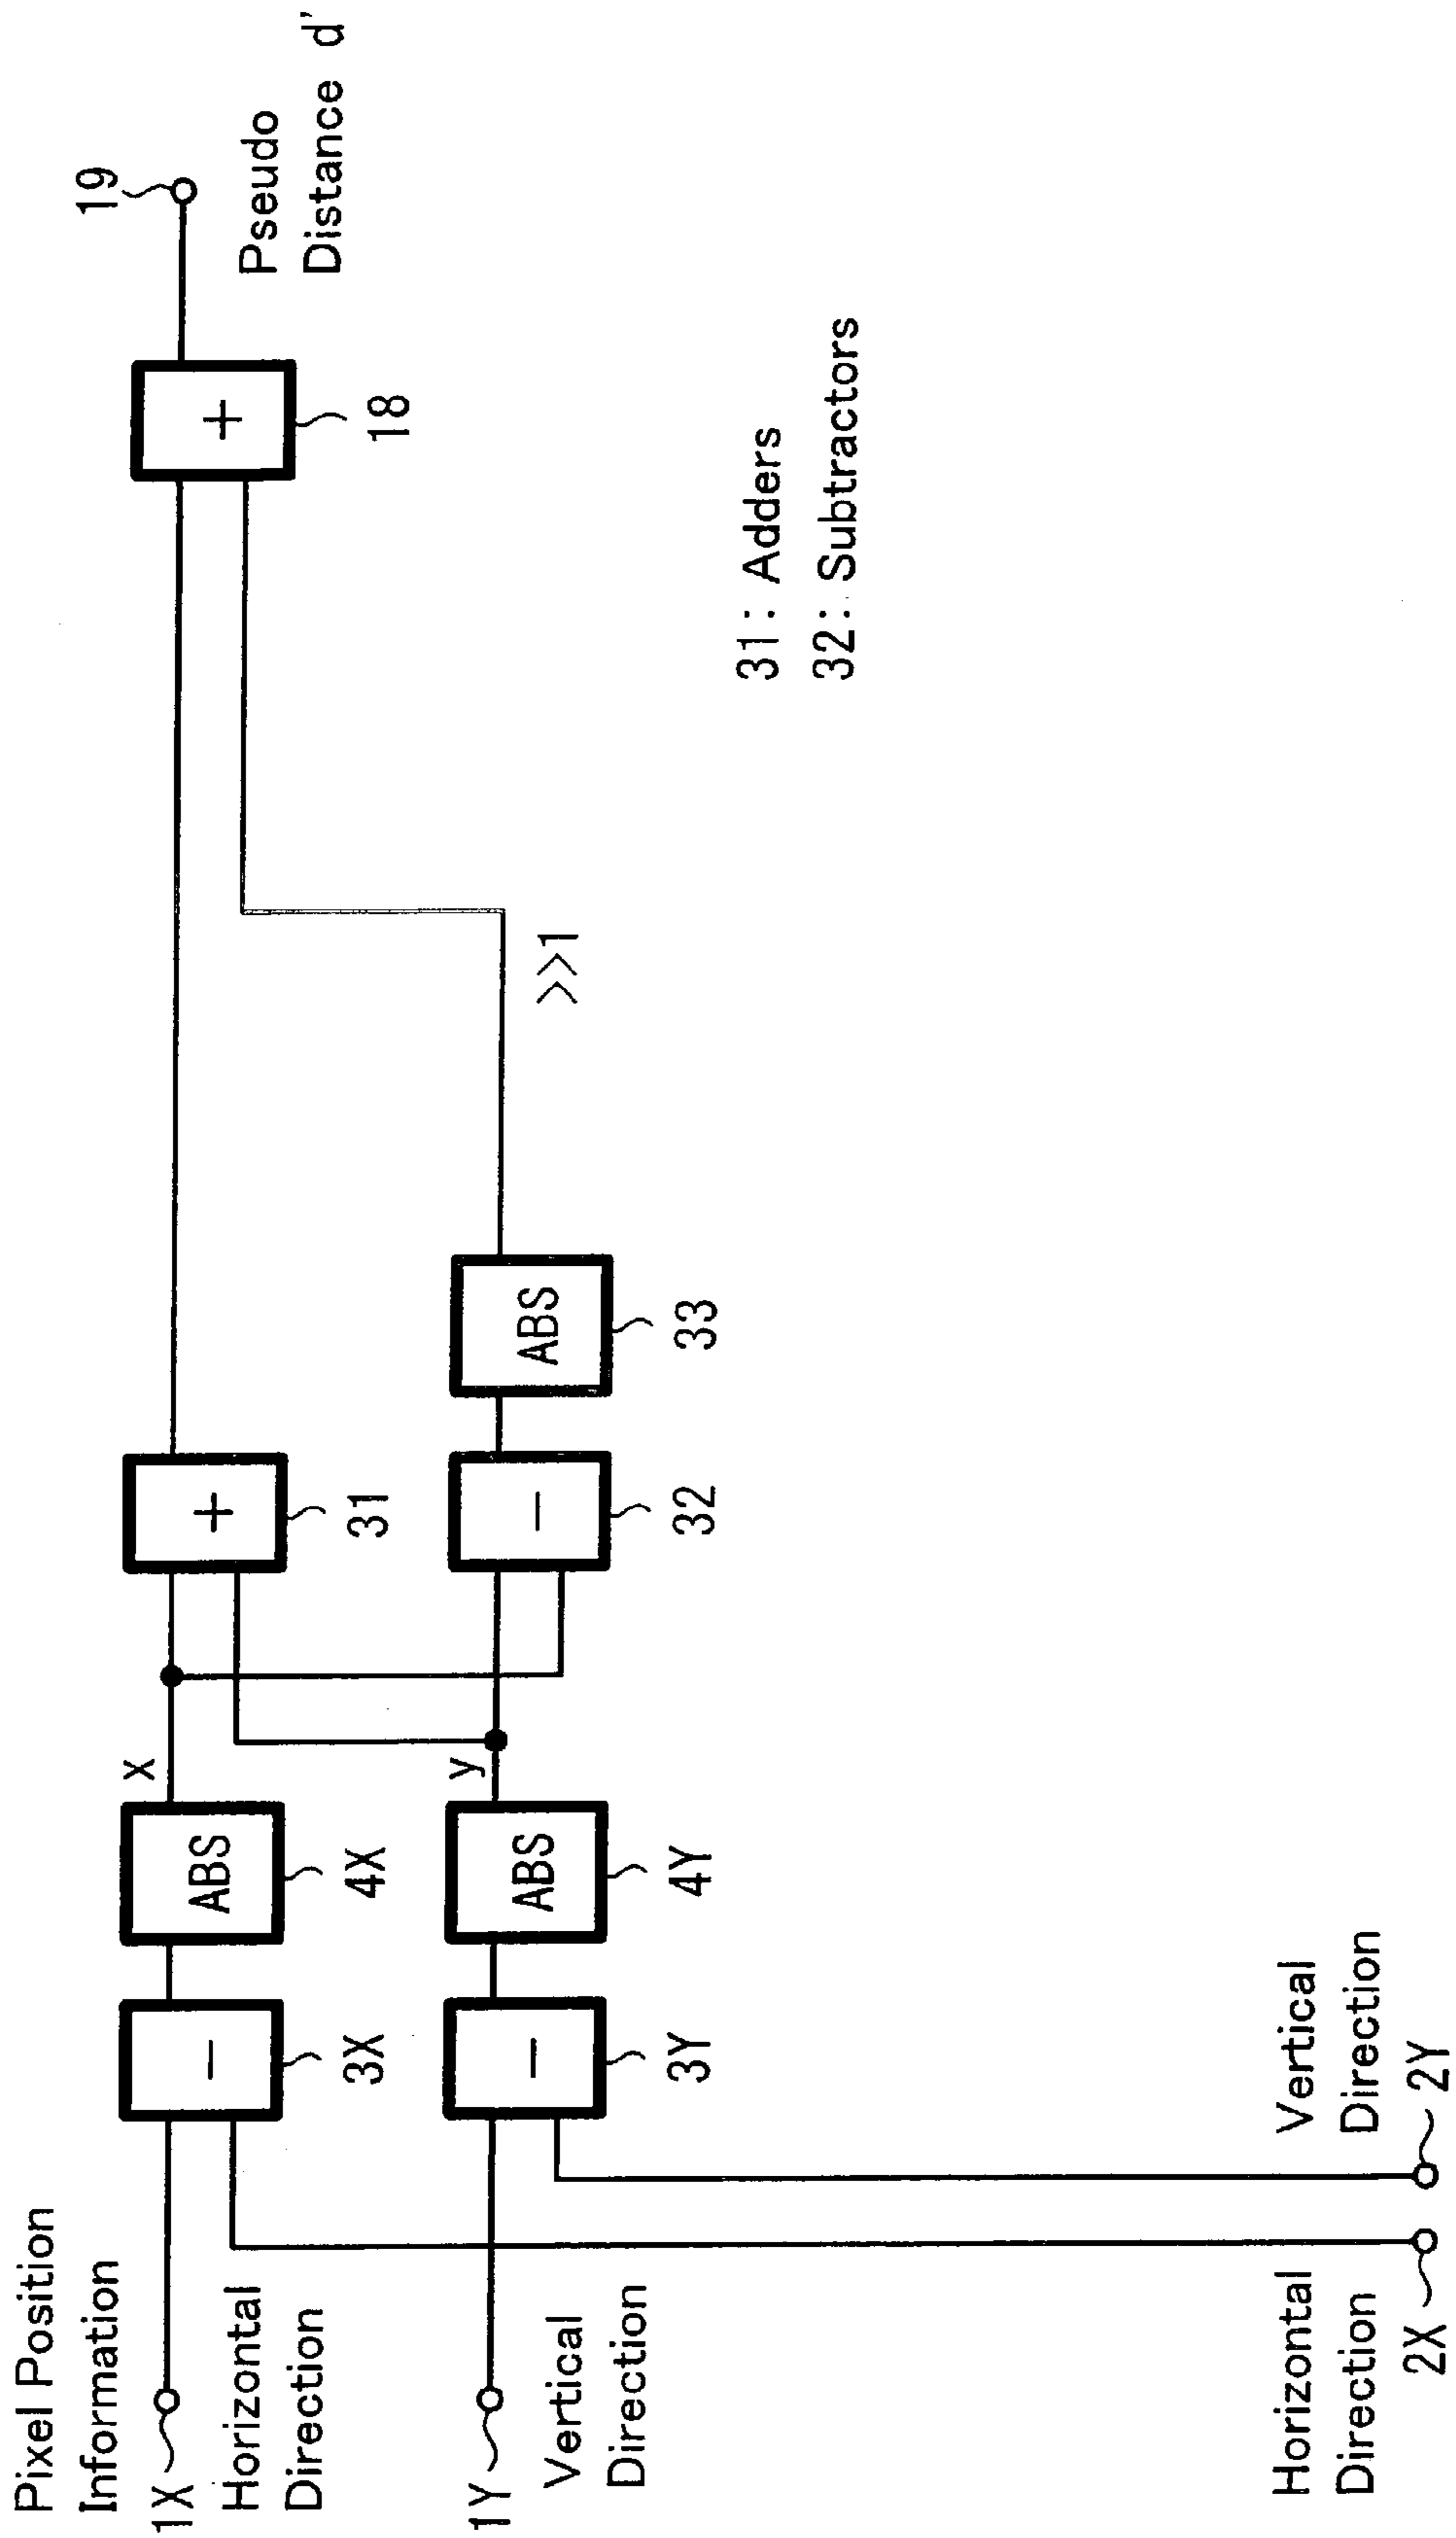 Pixel Position
Information
1X
Horizontal
Direction
−
3X
ABS
4X
x
+
31
+
18
19
Pseudo
Distance d'
1Y
Vertical
Direction
−
3Y
ABS
4Y
y
−
32
ABS
33
>>1
31: Adders
32: Subtractors
Horizontal
Direction
2X
Vertical
Direction
2Y